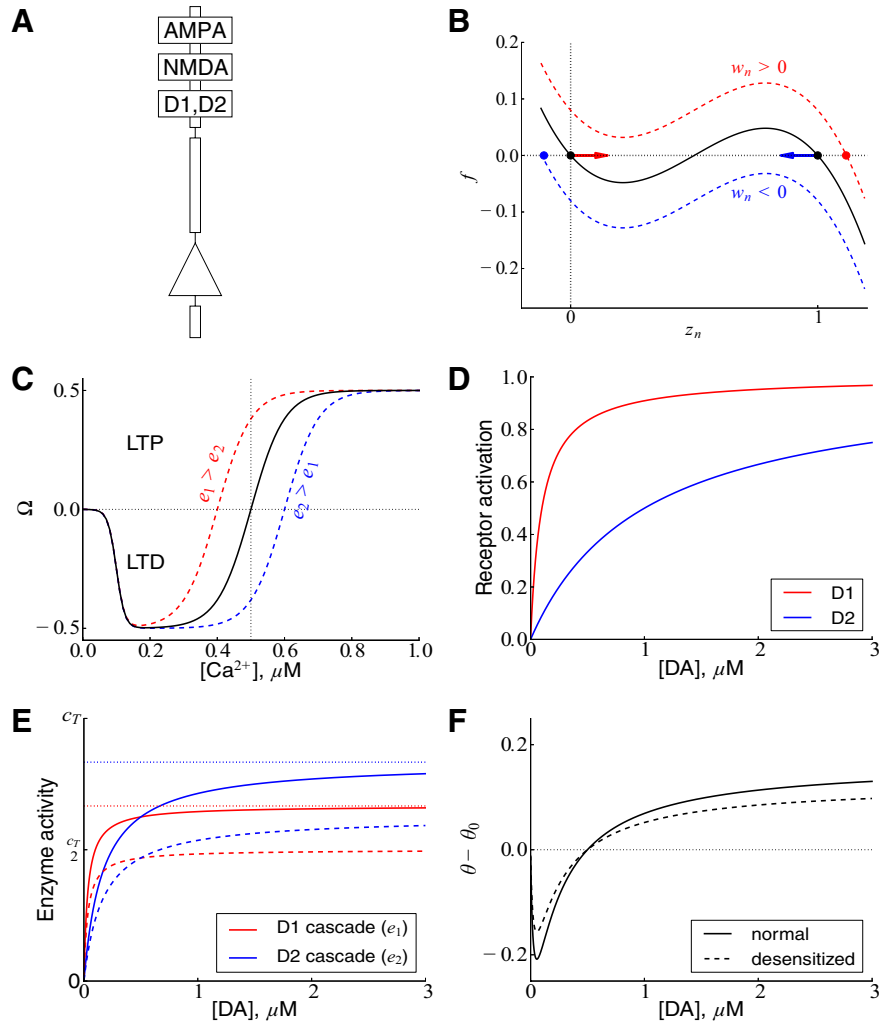 A
AMPA
NMDA
D1,D2
B
0.2
0.1
0.0
−0.1
−0.2
f
w_n > 0
w_n < 0
0
1
z_n
C
0.5
0.0
−0.5
Ω
LTP
LTD
e_1 > e_2
e_2 > e_1
0.0
0.2
0.4
0.6
0.8
1.0
[Ca²⁺], μM
D
1.0
0.8
0.6
0.4
0.2
0.0
Receptor activation
D1
D2
0
1
2
3
[DA], μM
E
c_T
c_T/2
0
Enzyme activity
D1 cascade (e_1)
D2 cascade (e_2)
0
1
2
3
[DA], μM
F
0.2
0.0
−0.2
θ − θ_0
normal
desensitized
0
1
2
3
[DA], μM